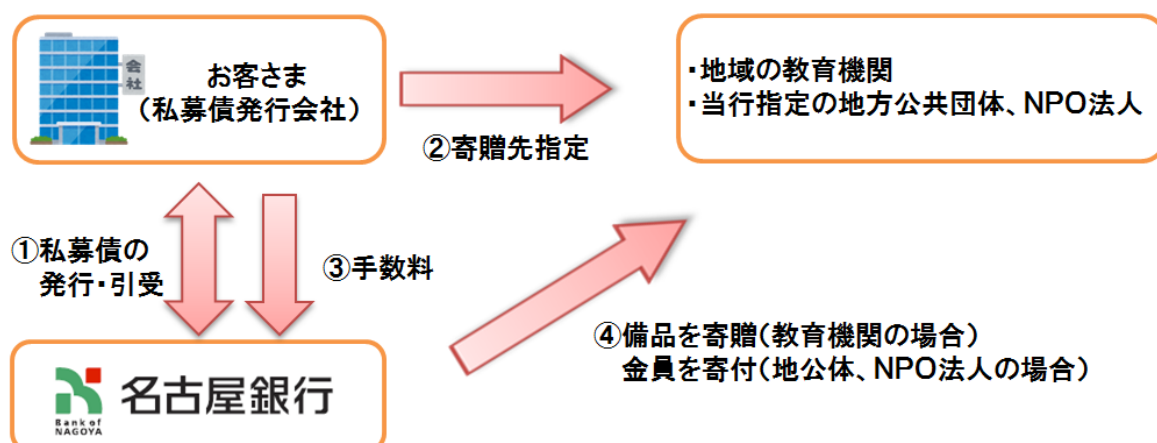 会
社
お客さま
（私募債発行会社）
・地域の教育機関
・当行指定の地方公共団体、NPO法人
②寄贈先指定
①私募債の
発行・引受
③手数料
④備品を寄贈（教育機関の場合）
金員を寄付（地公体、NPO法人の場合）
Bank of
NAGOYA
名古屋銀行